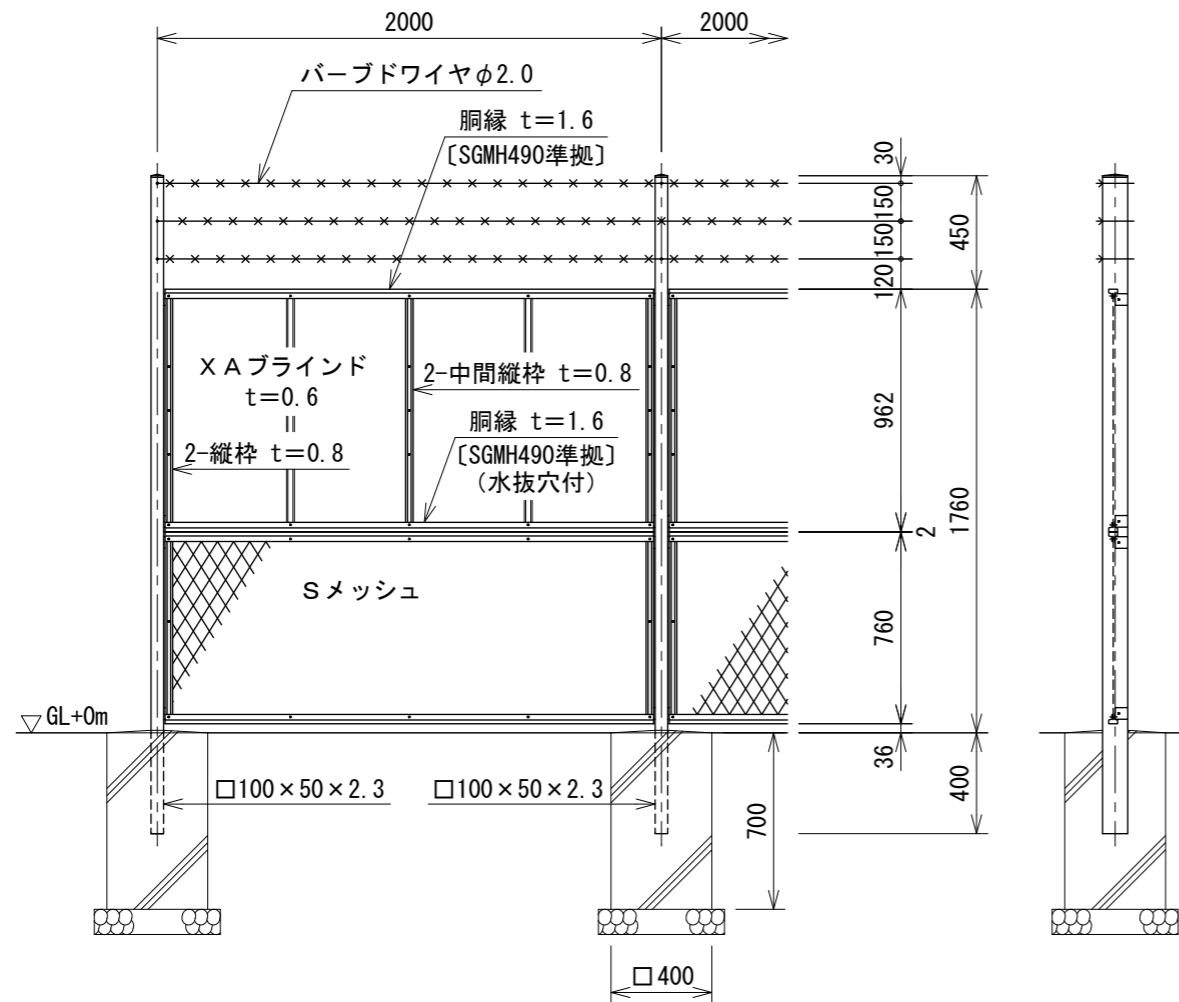 2000
2000
バーブドワイヤφ2.0
胴縁 t=1.6
〔SGMH490準拠〕
30
150
150
120
450
XAブラインド
t=0.6
2-中間縦枠 t=0.8
胴縁 t=1.6
〔SGMH490準拠〕
(水抜穴付)
2-縦枠 t=0.8
962
2
1760
Sメッシュ
760
GL+0m
36
□100×50×2.3
□100×50×2.3
700
400
□400